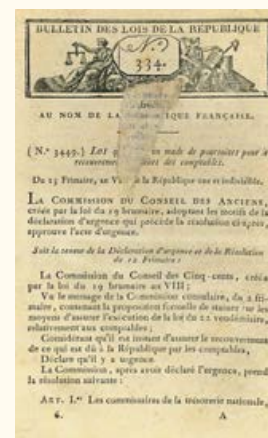 BULLETIN DES LOIS DE LA RÉPUBLIQUE
N.º
334.
AU NOM DE LA IQUE FRANÇAISE.
(N.º 3449.) Loi un mode de poursuites pour
recouvrement des comptables.
Du 13 Frimaire, an VI la République une et indivisible.
LA COMMISSION DU CONSEIL DES ANCIENS,
créée par la loi du 19 brumaire, adoptant les motifs de la
déclaration d'urgence qui précède la résolution ci-après,
approuve l'acte d'urgence.
Suit la teneur de la Déclaration d'urgence et de la Résolution
du 12 Frimaire :
La Commission du Conseil des Cinq-cents, créée
par la loi du 19 brumaire an VIII ;
Vu le message de la Commission consulaire, du 2 fri-
maire, contenant la proposition formelle de statuer sur les
moyens d'assurer l'exécution de la loi du 22 vendémiaire,
relativement aux comptables ;
Considérant qu'il est instant d'assurer le recouvrement
de ce qui est dû à la République par les comptables,
Déclare qu'il y a urgence.
La Commission, après avoir déclaré l'urgence, prend
la résolution suivante :
ART. I.er Les commissaires de la trésorerie nationale,
6. A